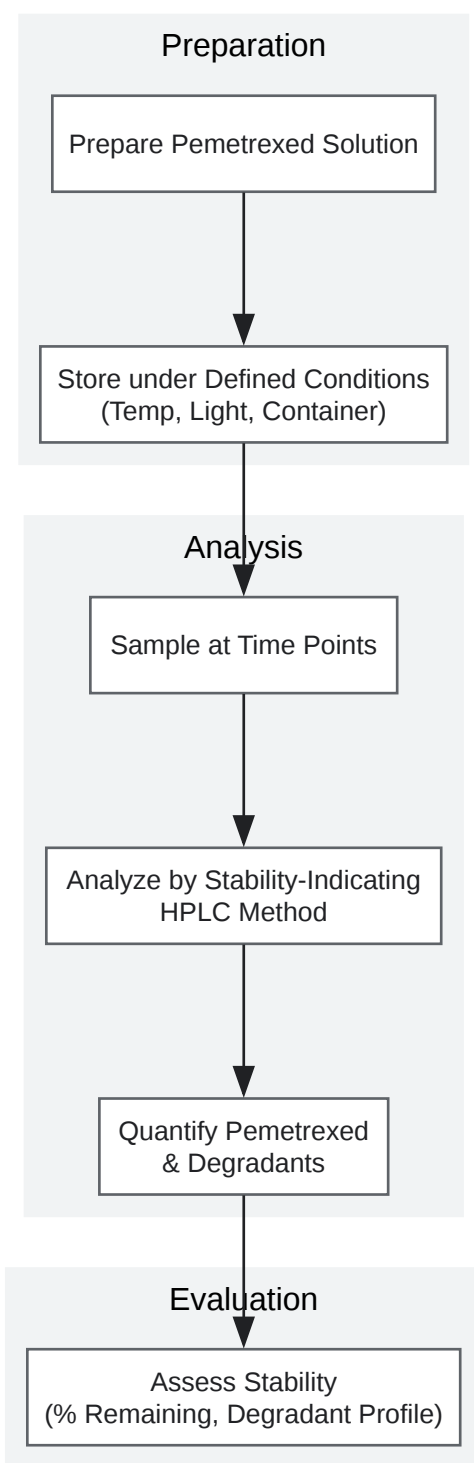 Preparation
Prepare Pemetrexed Solution
Store under Defined Conditions
(Temp, Light, Container)
Analysis
Sample at Time Points
Analyze by Stability-Indicating
HPLC Method
Quantify Pemetrexed
& Degradants
Evaluation
Assess Stability
(% Remaining, Degradant Profile)